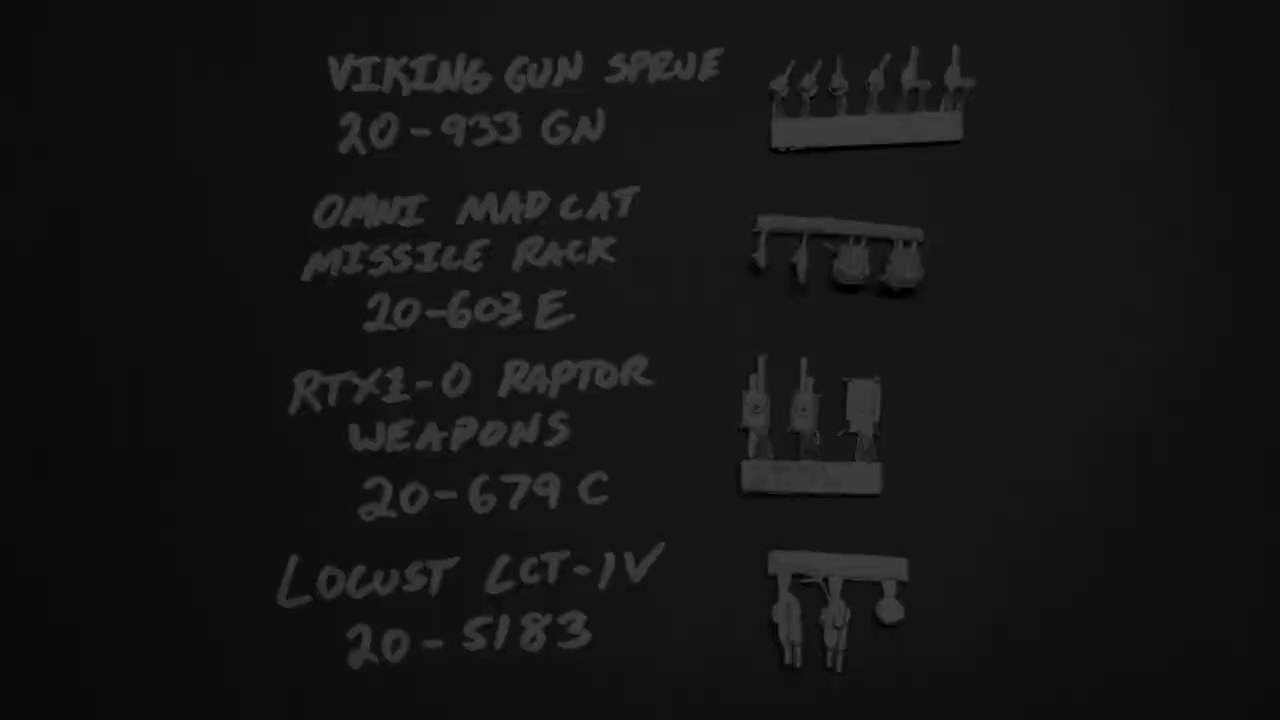 VIKING GUN SPRUE
20-933 GN
OMNI MAD CAT
MISSILE RACK
20-603 E
RTX1-O RAPTOR
WEAPONS
20-679 C
LOCUST LCT-1V
20-5183